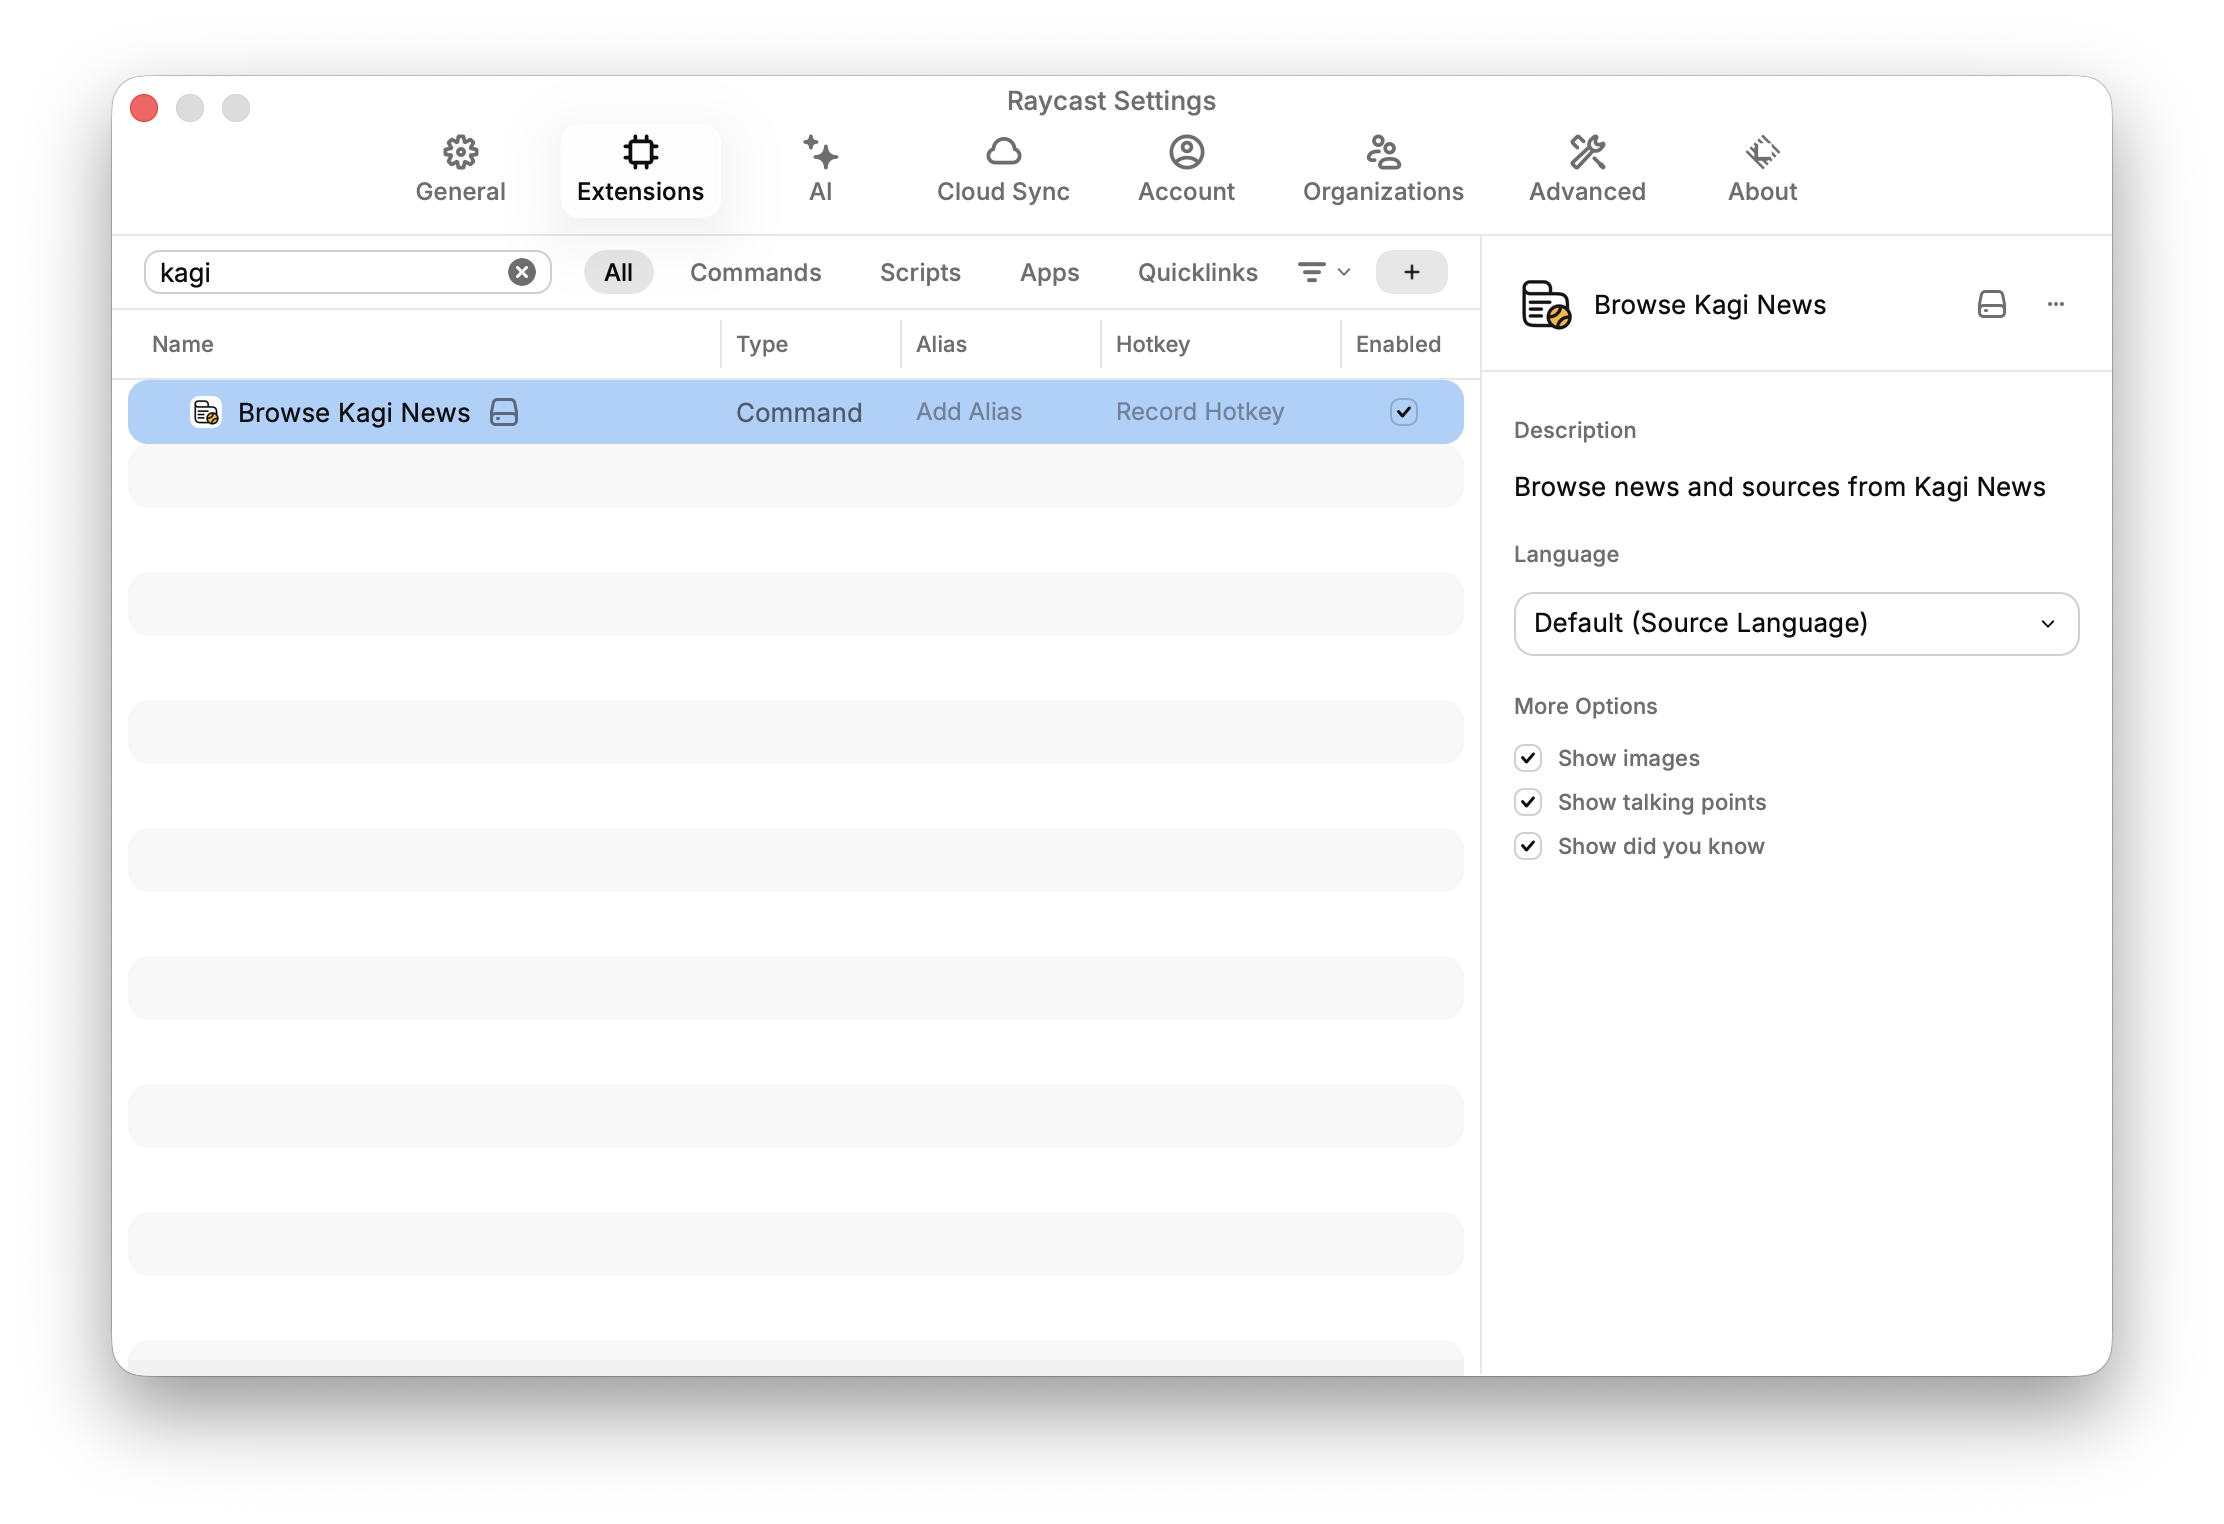 Raycast Settings
General
Extensions
AI
Cloud Sync
Account
Organizations
Advanced
About
kagi
All
Commands
Scripts
Apps
Quicklinks
+
Name
Type
Alias
Hotkey
Enabled
Browse Kagi News
Command
Add Alias
Record Hotkey
Browse Kagi News
Description
Browse news and sources from Kagi News
Language
Default (Source Language)
More Options
Show images
Show talking points
Show did you know